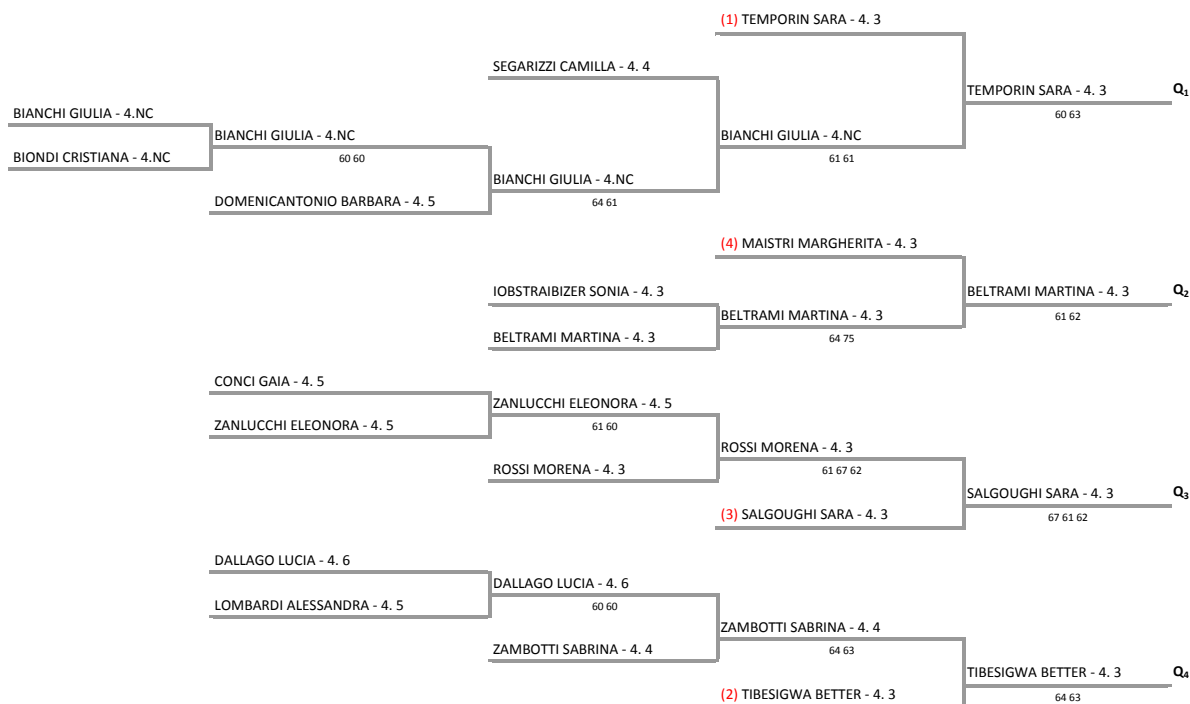 (1) TEMPORIN SARA - 4. 3
SEGARIZZI CAMILLA - 4. 4
TEMPORIN SARA - 4. 3 Q1
60 63
BIANCHI GIULIA - 4.NC
BIANCHI GIULIA - 4.NC
60 60
BIANCHI GIULIA - 4.NC
61 61
BIONDI CRISTIANA - 4.NC
BIANCHI GIULIA - 4.NC
64 61
DOMENICANTONIO BARBARA - 4. 5
(4) MAISTRI MARGHERITA - 4. 3
IOBSTRAIBIZER SONIA - 4. 3
BELTRAMI MARTINA - 4. 3 Q2
61 62
BELTRAMI MARTINA - 4. 3
64 75
BELTRAMI MARTINA - 4. 3
CONCI GAIA - 4. 5
ZANLUCCHI ELEONORA - 4. 5
61 60
ZANLUCCHI ELEONORA - 4. 5
ROSSI MORENA - 4. 3
61 67 62
ROSSI MORENA - 4. 3
SALGOUGHI SARA - 4. 3 Q3
67 61 62
(3) SALGOUGHI SARA - 4. 3
DALLAGO LUCIA - 4. 6
DALLAGO LUCIA - 4. 6
60 60
LOMBARDI ALESSANDRA - 4. 5
ZAMBOTTI SABRINA - 4. 4
64 63
ZAMBOTTI SABRINA - 4. 4
TIBESIGWA BETTER - 4. 3 Q4
64 63
(2) TIBESIGWA BETTER - 4. 3